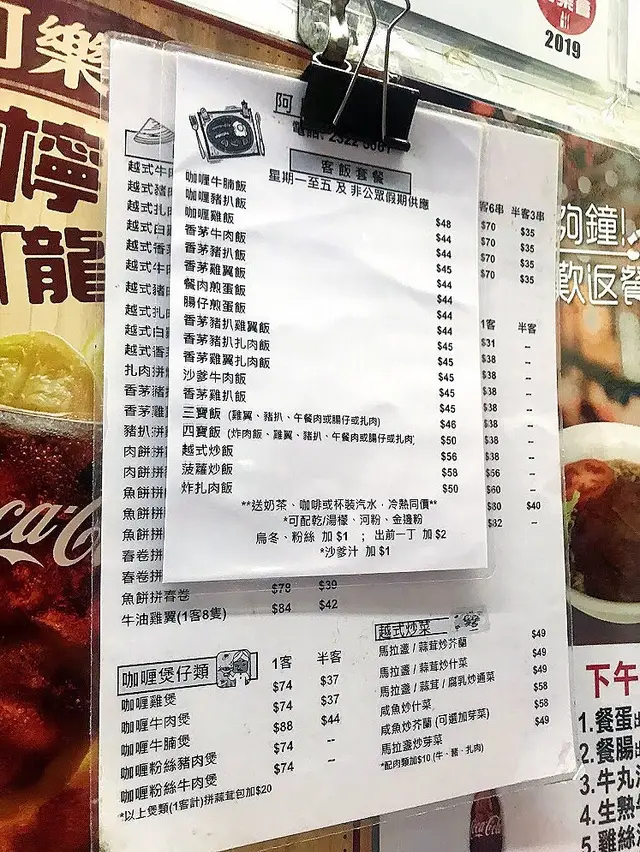 可樂
檸
龍
2019
阿
電話: 2322
客飯套餐
星期一至五 及 非公眾假期供應
咖喱牛腩飯 $48
咖喱豬扒飯 $44
咖喱雞飯 $44
香茅牛肉飯 $45
香茅豬扒飯 $44
香茅雞翼飯 $44
餐肉煎蛋飯 $44
腸仔煎蛋飯 $44
香茅豬扒雞翼飯 $45
香茅豬扒扎肉飯 $45
香茅雞翼扎肉飯 $45
沙爹牛肉飯 $45
香茅雞扒飯 $45
三寶飯 (雞翼、豬扒、午餐肉或腸仔或扎肉) $46
四寶飯 (炸肉飯、雞翼、豬扒、午餐肉或腸仔或扎肉) $50
越式炒飯 $56
菠蘿炒飯 $58
炸扎肉飯 $50
**送奶茶、咖啡或杯裝汽水﹐冷熱同價**
*可配乾/湯檬、河粉、金邊粉
烏冬、粉絲 加 $1 ; 出前一丁 加 $2
*沙爹汁 加 $1
越式牛
越式豬
越式扎
越式白
越式香
越式牛
越式豬
越式扎
越式白
越式香
扎肉拼
香茅豬
香茅雞
豬扒拼
肉餅拼
肉餅拼
魚餅拼
魚餅拼
魚餅拼
春卷拼
春卷拼
魚餅拼春卷 $78 $39
牛油雞翼(1客8隻) $84 $42
客6串 半客3串
$70 $35
$70 $35
$70 $35
$70 $35
1客 半客
$31 --
$38 --
$38 --
$38 --
$38 --
$38 --
$38 --
$38 --
$56 --
$60 --
$80 $40
$82 --
咖喱煲仔類 1客 半客
咖喱雞煲 $74 $37
咖喱牛肉煲 $74 $37
咖喱牛腩煲 $88 $44
咖喱粉絲豬肉煲 $74 --
咖喱粉絲牛肉煲 $74 --
*以上煲類(1客計)拼蒜茸包加$20
越式炒菜
馬拉盞 / 蒜茸炒芥蘭 $49
馬拉盞 / 蒜茸炒什菜 $49
馬拉盞 / 蒜茸 / 腐乳炒通菜 $49
咸魚炒什菜 $58
咸魚炒芥蘭 (可選加芽菜) $58
馬拉盞炒芽菜 $49
*配肉類加$10 (牛、豬、扎肉)
夠鐘!
歡返餐
下午
1.餐蛋
2.餐腸
3.牛丸
4.生熟
5.雞絲
Coca-Cola